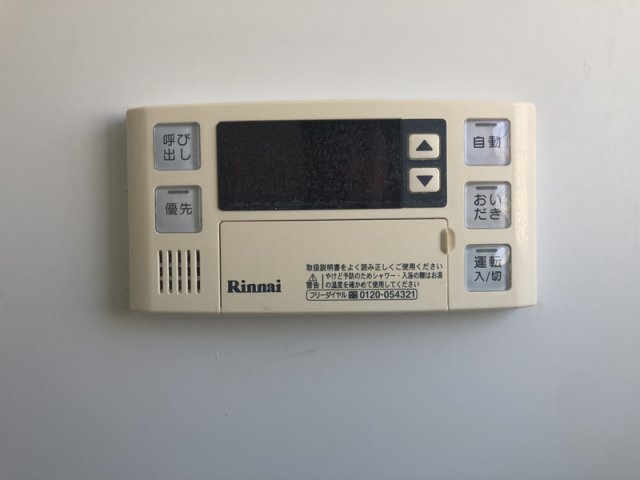 呼び
出し
優先
▲
▼
自動
おい
だき
運転
入/切
Rinnai
取扱説明書をよく読み正しくご使用ください
警告
やけど予防のためシャワー・入浴の際はお湯
の温度を確かめて使用してください
フリーダイヤル 0120-054321